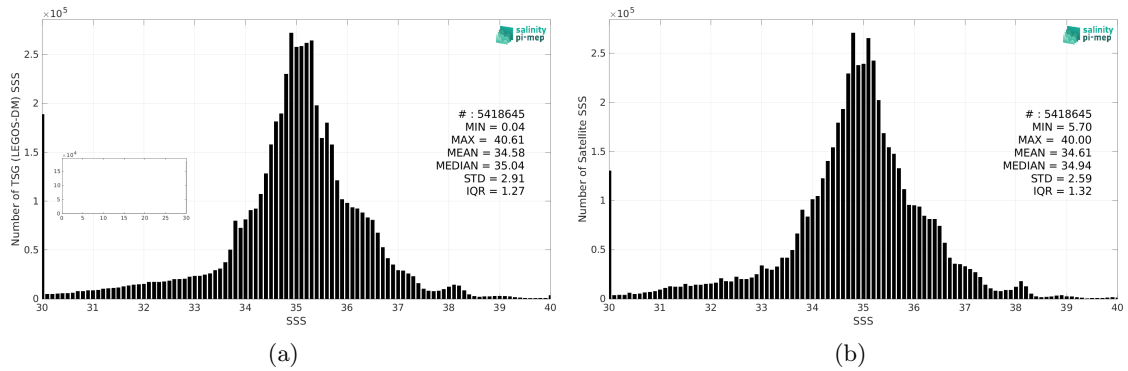 ×10^5
salinity
pi-mep
2.5
2
1.5
1
0.5
0
Number of TSG (LEGOS-DM) SSS
# : 5418645
MIN = 0.04
MAX = 40.61
MEAN = 34.58
MEDIAN = 35.04
STD = 2.91
IQR = 1.27
×10^4
15
10
5
0
0 5 10 15 20 25 30
30 31 32 33 34 35 36 37 38 39 40
SSS
(a)
×10^5
salinity
pi-mep
2.5
2
1.5
1
0.5
0
Number of Satellite SSS
# : 5418645
MIN = 5.70
MAX = 40.00
MEAN = 34.61
MEDIAN = 34.94
STD = 2.59
IQR = 1.32
30 31 32 33 34 35 36 37 38 39 40
SSS
(b)